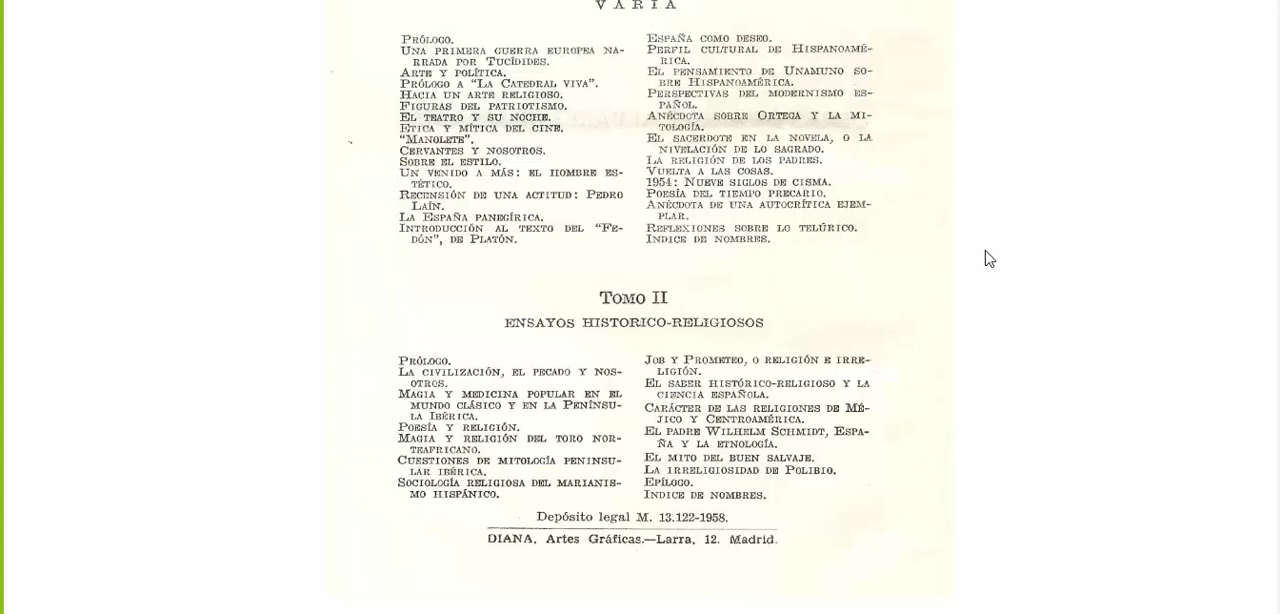 VARIA
PRÓLOGO.
UNA PRIMERA GUERRA EUROPEA NA-
RRADA POR TUCÍDIDES.
ARTE Y POLÍTICA.
PRÓLOGO A "LA CATEDRAL VIVA".
HACIA UN ARTE RELIGIOSO.
FIGURAS DEL PATRIOTISMO.
EL TEATRO Y SU NOCHE.
ETICA Y MÍTICA DEL CINE.
"MANOLETE".
CERVANTES Y NOSOTROS.
SOBRE EL ESTILO.
UN VENIDO A MÁS: EL HOMBRE ES-
TÉTICO.
RECENSIÓN DE UNA ACTITUD: PEDRO
LAÍN.
LA ESPAÑA PANEGÍRICA.
INTRODUCCIÓN AL TEXTO DEL "FE-
DÓN", DE PLATÓN.
ESPAÑA COMO DESEO.
PERFIL CULTURAL DE HISPANOAMÉ-
RICA.
EL PENSAMIENTO DE UNAMUNO SO-
BRE HISPANOAMÉRICA.
PERSPECTIVAS DEL MODERNISMO ES-
PAÑOL.
ANÉCDOTA SOBRE ORTEGA Y LA MI-
TOLOGÍA.
EL SACERDOTE EN LA NOVELA, O LA
NIVELACIÓN DE LO SAGRADO.
LA RELIGIÓN DE LOS PADRES.
VUELTA A LAS COSAS.
1954: NUEVE SIGLOS DE CISMA.
POESÍA DEL TIEMPO PRECARIO.
ANÉCDOTA DE UNA AUTOCRÍTICA EJEM-
PLAR.
REFLEXIONES SOBRE LO TELÚRICO.
INDICE DE NOMBRES.
TOMO II
ENSAYOS HISTORICO-RELIGIOSOS
PRÓLOGO.
LA CIVILIZACIÓN, EL PECADO Y NOS-
OTROS.
MAGIA Y MEDICINA POPULAR EN EL
MUNDO CLÁSICO Y EN LA PENÍNSU-
LA IBÉRICA.
POESÍA Y RELIGIÓN.
MAGIA Y RELIGIÓN DEL TORO NOR-
TEAFRICANO.
CUESTIONES DE MITOLOGÍA PENINSU-
LAR IBÉRICA.
SOCIOLOGÍA RELIGIOSA DEL MARIANIS-
MO HISPÁNICO.
JOB Y PROMETEO, O RELIGIÓN E IRRE-
LIGIÓN.
EL SABER HISTÓRICO-RELIGIOSO Y LA
CIENCIA ESPAÑOLA.
CARÁCTER DE LAS RELIGIONES DE MÉ-
JICO Y CENTROAMÉRICA.
EL PADRE WILHELM SCHMIDT, ESPA-
ÑA Y LA ETNOLOGÍA.
EL MITO DEL BUEN SALVAJE.
LA IRRELIGIOSIDAD DE POLIBIO.
EPÍLOGO.
INDICE DE NOMBRES.
Depósito legal M. 13.122-1958.
DIANA, Artes Gráficas.—Larra, 12. Madrid.